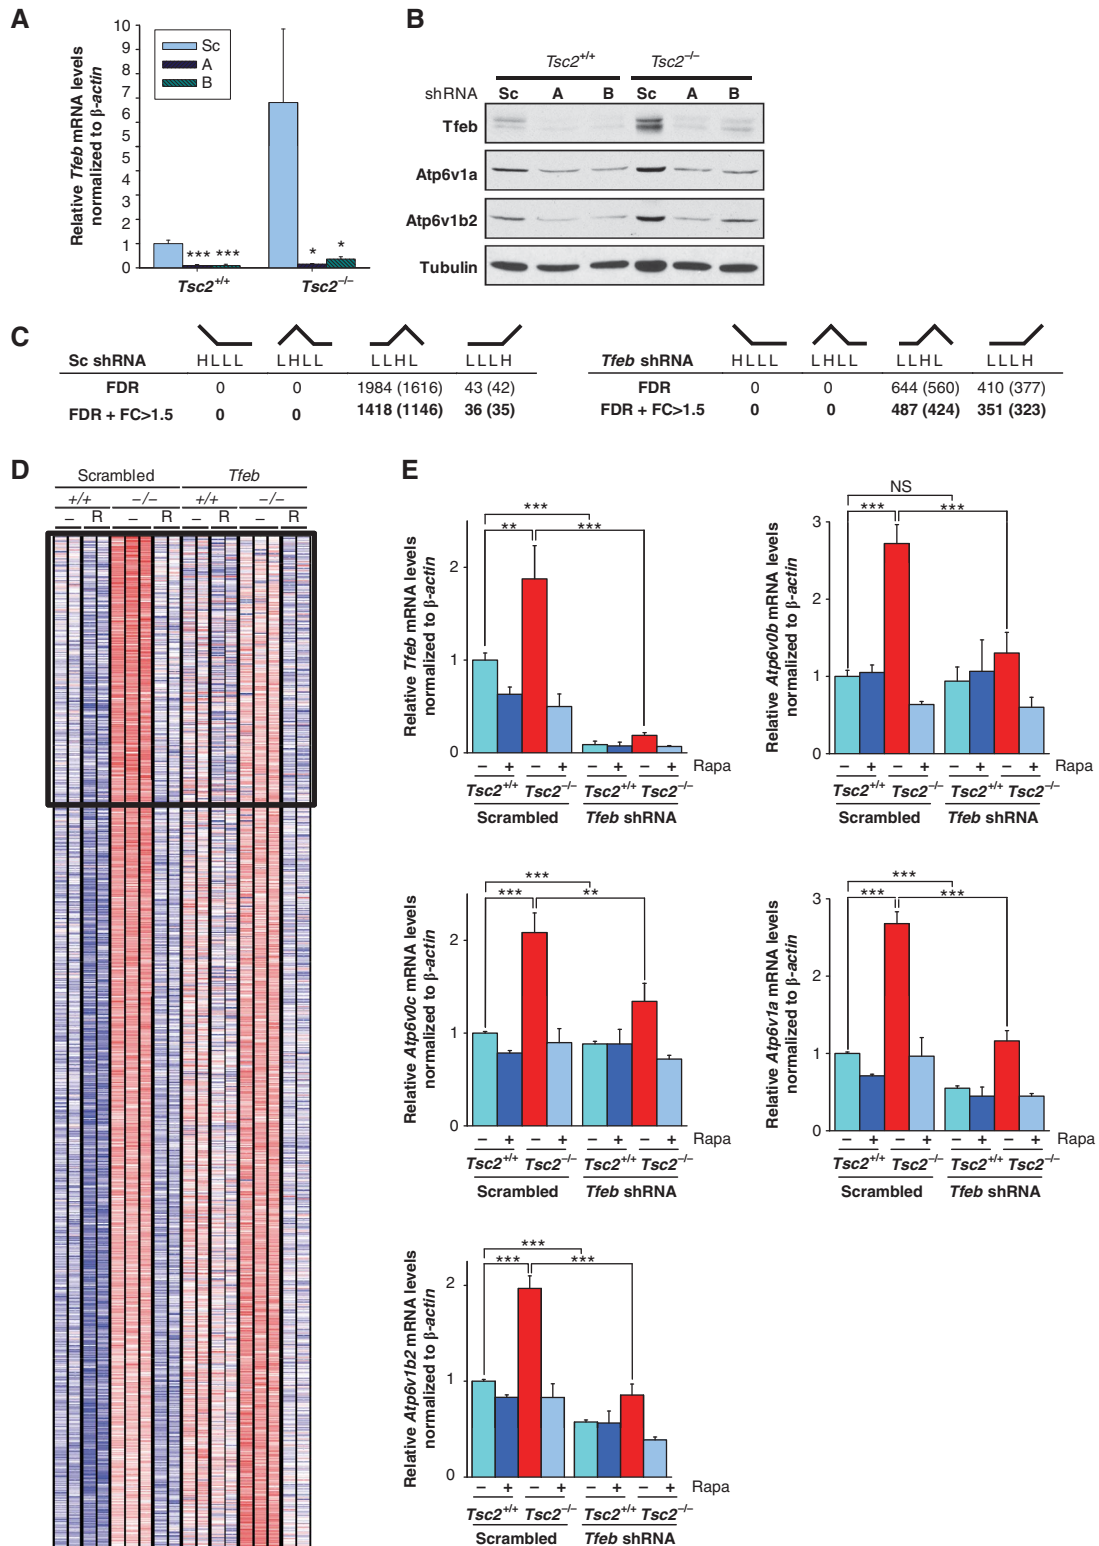 A
Relative Tfeb mRNA levels
normalized to β-actin
10
9
8
7
6
5
5
4
3
2
1
0
Sc
A
B
*** ***
* *
Tsc2+/+ Tsc2−/−
B
Tsc2+/+ Tsc2−/−
shRNA Sc A B Sc A B
Tfeb
Atp6v1a
Atp6v1b2
Tubulin
C
Sc shRNA HLLL LHLL LLHL LLLH
FDR 0 0 1984 (1616) 43 (42)
FDR + FC>1.5 0 0 1418 (1146) 36 (35)
Tfeb shRNA HLLL LHLL LLHL LLLH
FDR 0 0 644 (560) 410 (377)
FDR + FC>1.5 0 0 487 (424) 351 (323)
D
Scrambled Tfeb
+/+ −/− +/+ −/−
− R − R − R − R
E
Relative Tfeb mRNA levels
normalized to β-actin
***
** ***
2
1
0
− + − + − + − + Rapa
Tsc2+/+ Tsc2−/− Tsc2+/+ Tsc2−/−
Scrambled Tfeb shRNA
Relative Atp6v0b mRNA levels
normalized to β-actin
NS
*** ***
3
2
1
0
− + − + − + − + Rapa
Tsc2+/+ Tsc2−/− Tsc2+/+ Tsc2−/−
Scrambled Tfeb shRNA
Relative Atp6v0c mRNA levels
normalized to β-actin
***
*** **
2
1
0
− + − + − + − + Rapa
Tsc2+/+ Tsc2−/− Tsc2+/+ Tsc2−/−
Scrambled Tfeb shRNA
Relative Atp6v1a mRNA levels
normalized to β-actin
***
*** ***
3
2
1
0
− + − + − + − + Rapa
Tsc2+/+ Tsc2−/− Tsc2+/+ Tsc2−/−
Scrambled Tfeb shRNA
Relative Atp6v1b2 mRNA levels
normalized to β-actin
***
*** ***
2
1
0
− + − + − + − + Rapa
Tsc2+/+ Tsc2−/− Tsc2+/+ Tsc2−/−
Scrambled Tfeb shRNA